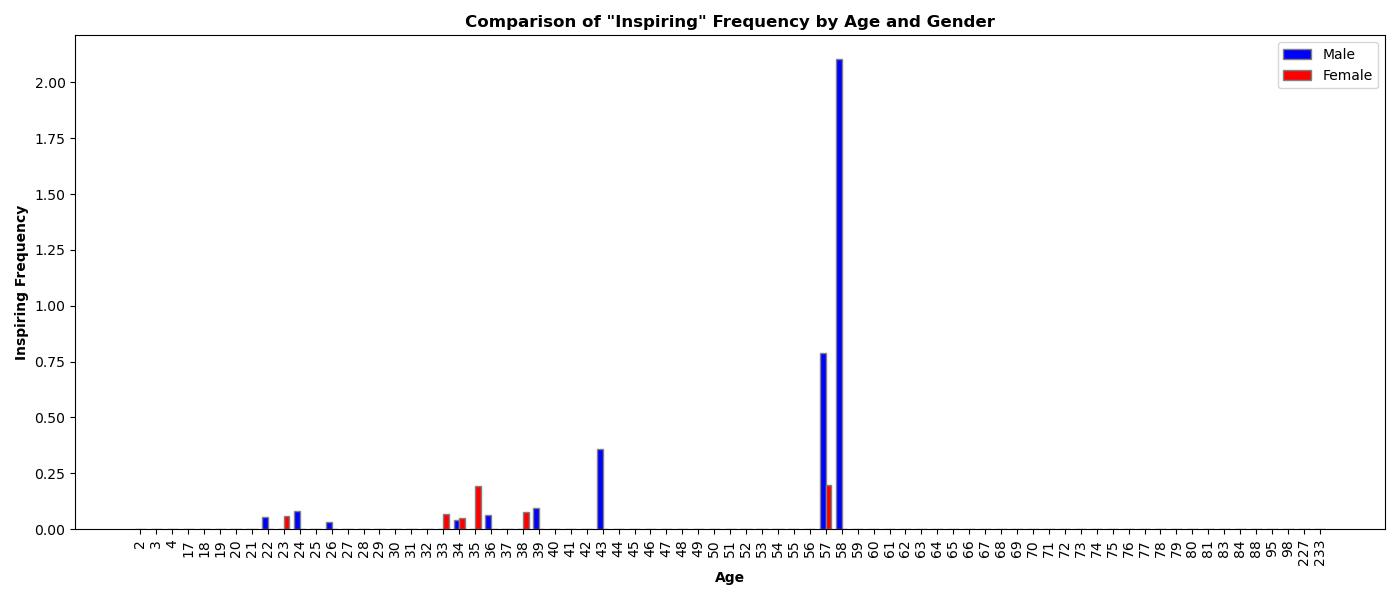 Comparison of "Inspiring" Frequency by Age and Gender
Male
Female
2.00
1.75
1.50
1.25
1.00
0.75
0.50
0.25
0.00
Inspiring Frequency
2 3 4 17 18 19 20 21 22 23 24 25 26 27 28 29 30 31 32 33 34 35 36 37 38 39 40 41 42 43 44 45 46 47 48 49 50 51 52 53 54 55 56 57 58 59 60 61 62 63 64 65 66 67 68 69 70 71 72 73 74 75 76 77 78 79 80 81 83 84 88 95 98 227 233
Age